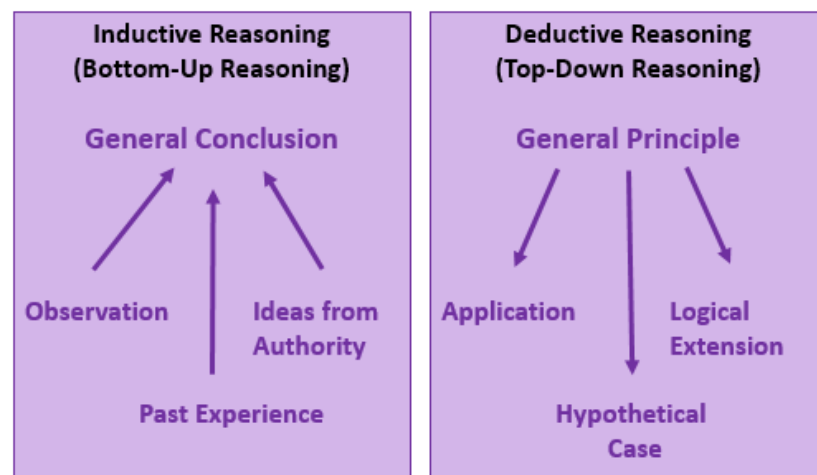 Inductive Reasoning
(Bottom-Up Reasoning)
General Conclusion
Observation
Ideas from
Authority
Past Experience
Deductive Reasoning
(Top-Down Reasoning)
General Principle
Application
Logical
Extension
Hypothetical
Case